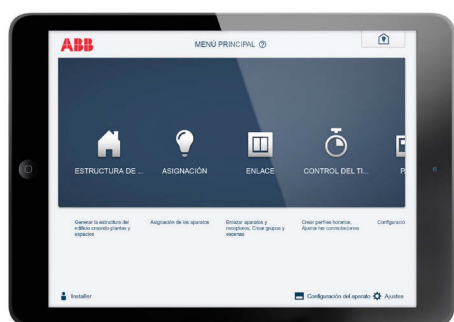 ABB
MENÚ PRINCIPAL ?
ESTRUCTURA DE ... ASIGNACIÓN ENLACE CONTROL DEL TI... P
Generar la estructura del edificio creando plantas y espacios
Asignación de los aparatos
Enlazar aparatos y receptores, Crear grupos y escenas
Crear perfiles horarios, Ajustar las conmutaciones
Configuració
Installer Configuración del aparato Ajustes